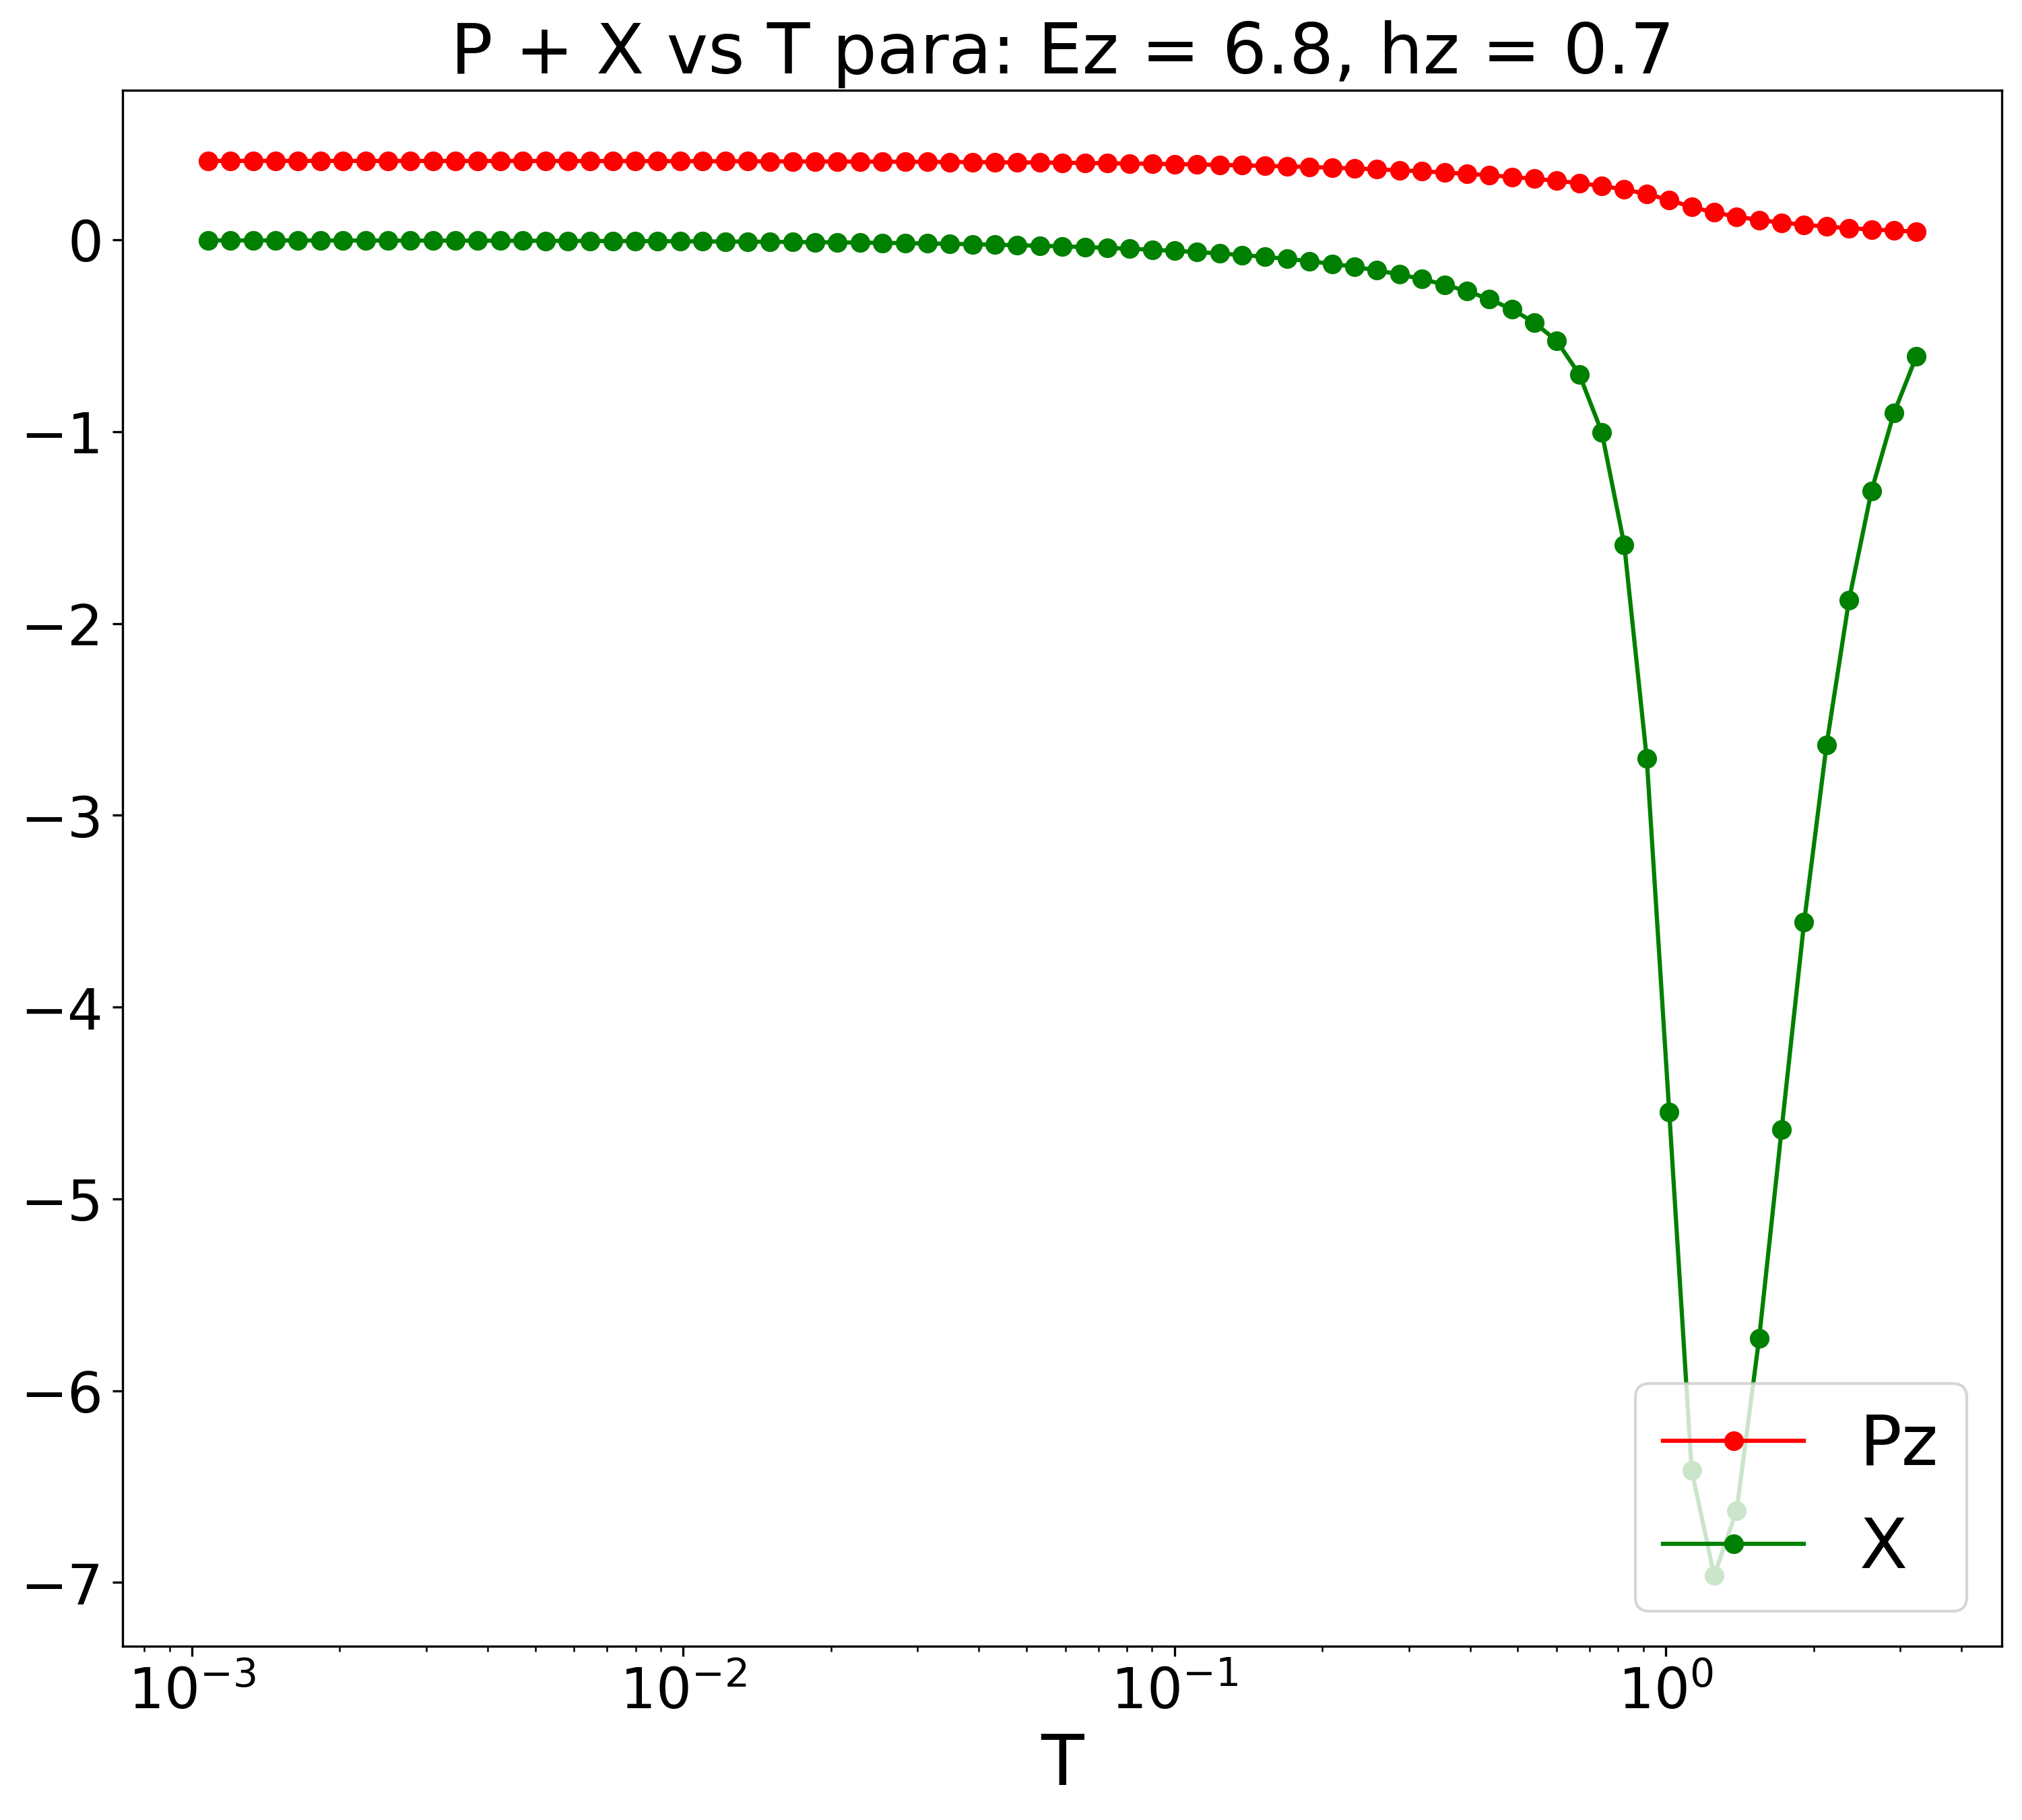 P + X vs T para: Ez = 6.8, hz = 0.7
0
−1
−2
−3
−4
−5
−6
−7
Pz
X
10⁻³ 10⁻² 10⁻¹ 10⁰
T